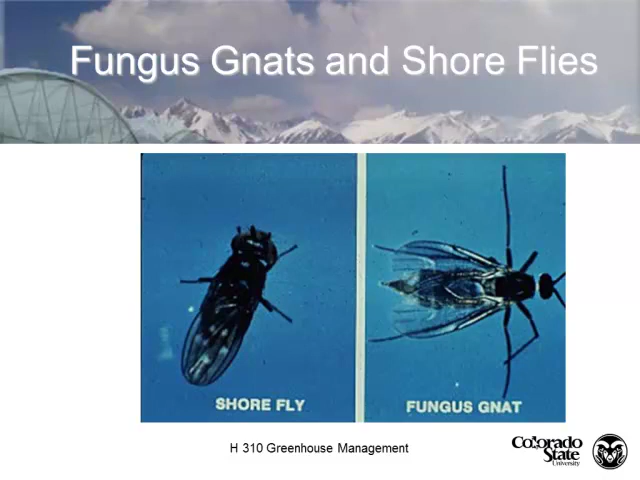 Fungus Gnats and Shore Flies
SHORE FLY
FUNGUS GNAT
H 310 Greenhouse Management
Colorado
State
University